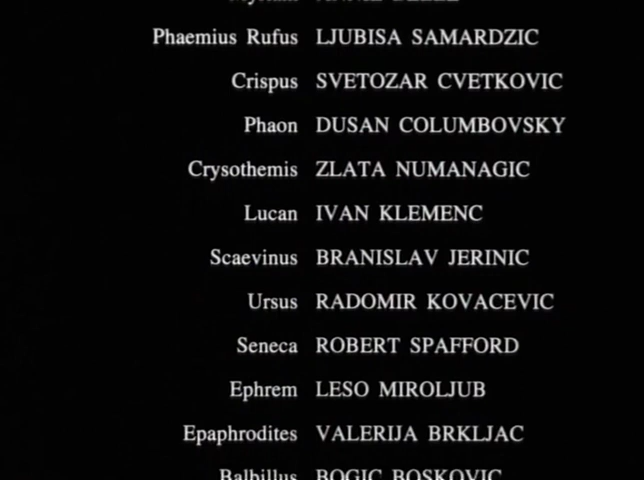 Phaemius Rufus LJUBISA SAMARDZIC
Crispus SVETOZAR CVETKOVIC
Phaon DUSAN COLUMBOVSKY
Crysothemis ZLATA NUMANAGIC
Lucan IVAN KLEMENC
Scaevinus BRANISLAV JERINIC
Ursus RADOMIR KOVACEVIC
Seneca ROBERT SPAFFORD
Ephrem LESO MIROLJUB
Epaphrodites VALERIJA BRKLJAC
Balbillus BOGIC BOSKOVIC